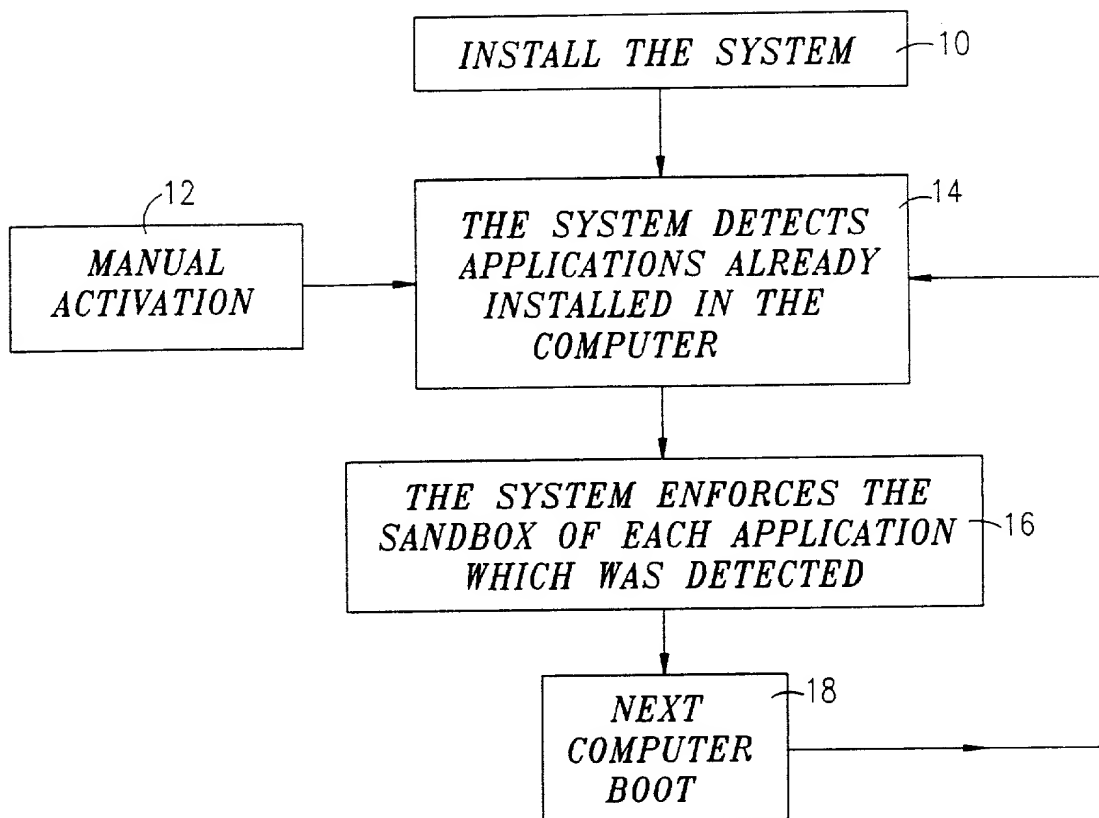 INSTALL THE SYSTEM
10
12
MANUAL
ACTIVATION
14
THE SYSTEM DETECTS
APPLICATIONS ALREADY
INSTALLED IN THE
COMPUTER
THE SYSTEM ENFORCES THE
SANDBOX OF EACH APPLICATION
WHICH WAS DETECTED
16
18
NEXT
COMPUTER
BOOT